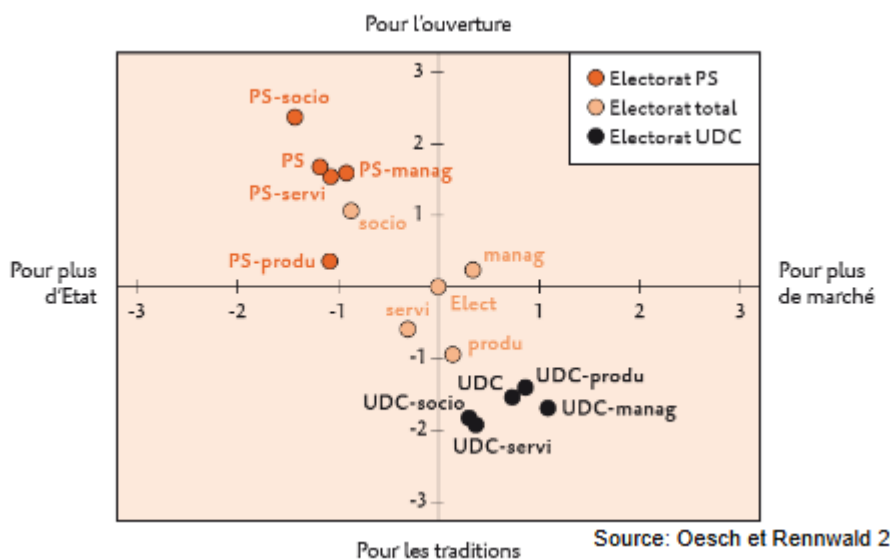 Pour l'ouverture
3
Electorat PS
Electorat total
Electorat UDC
PS-socio
2
PS
PS-manag
PS-servi
socio
1
PS-produ
manag
Pour plus
d'Etat
Pour plus
de marché
-3
-2
-1
1
2
3
servi
Elect
produ
-1
UDC
UDC-produ
UDC-socio
UDC-manag
-2
UDC-servi
-3
Pour les traditions
Source: Oesch et Rennwald 2